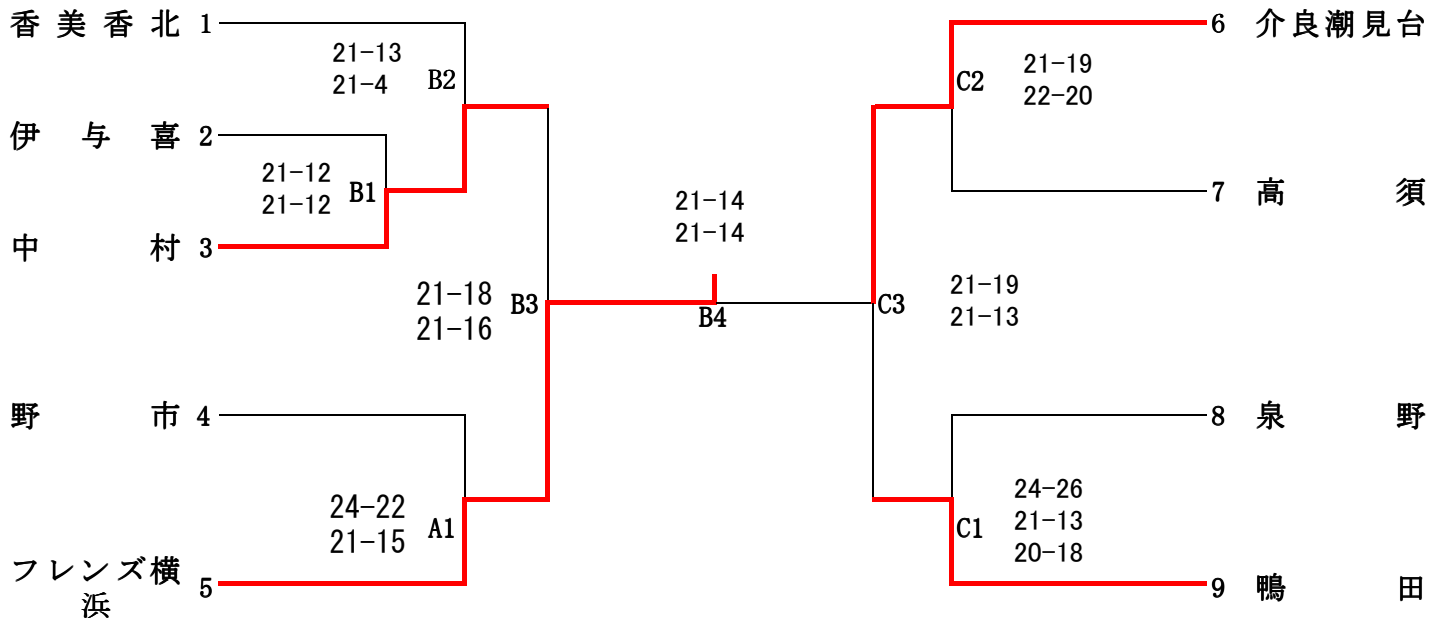 香美香北 1
21-13
21-4
B2
伊与喜 2
21-12
21-12
B1
中村 3
21-18
21-16
B3
野市 4
24-22
21-15
A1
フレンズ横
浜
5
21-14
21-14
B4
6 介良潮見台
C2
21-19
22-20
7 高須
C3
21-19
21-13
8 泉野
C1
24-26
21-13
20-18
9 鴨田